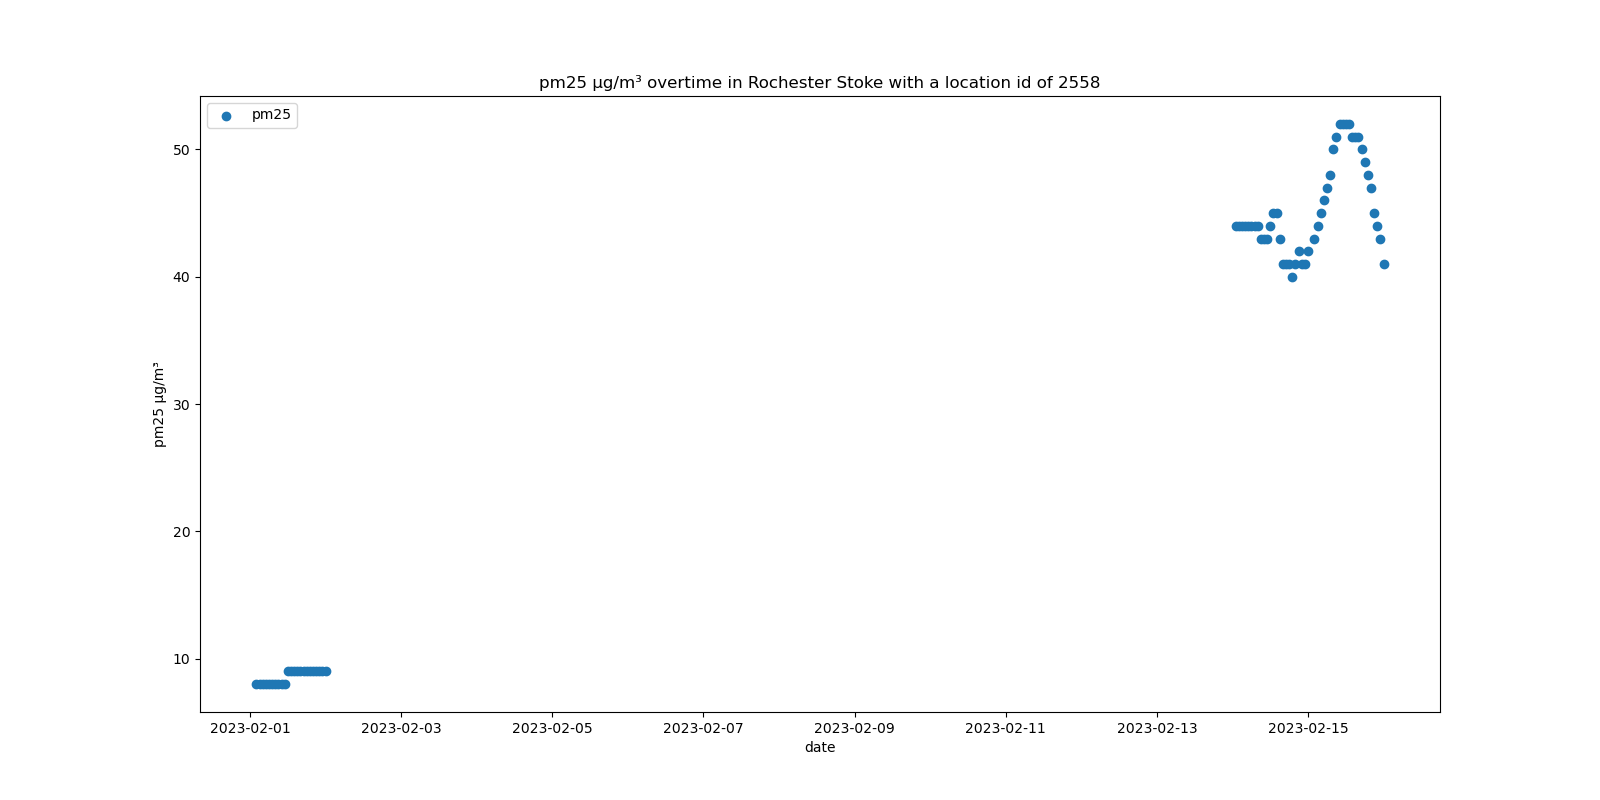 pm25 µg/m³ overtime in Rochester Stoke with a location id of 2558
pm25
50
40
30
20
10
pm25 µg/m³
2023-02-01 2023-02-03 2023-02-05 2023-02-07 2023-02-09 2023-02-11 2023-02-13 2023-02-15
date